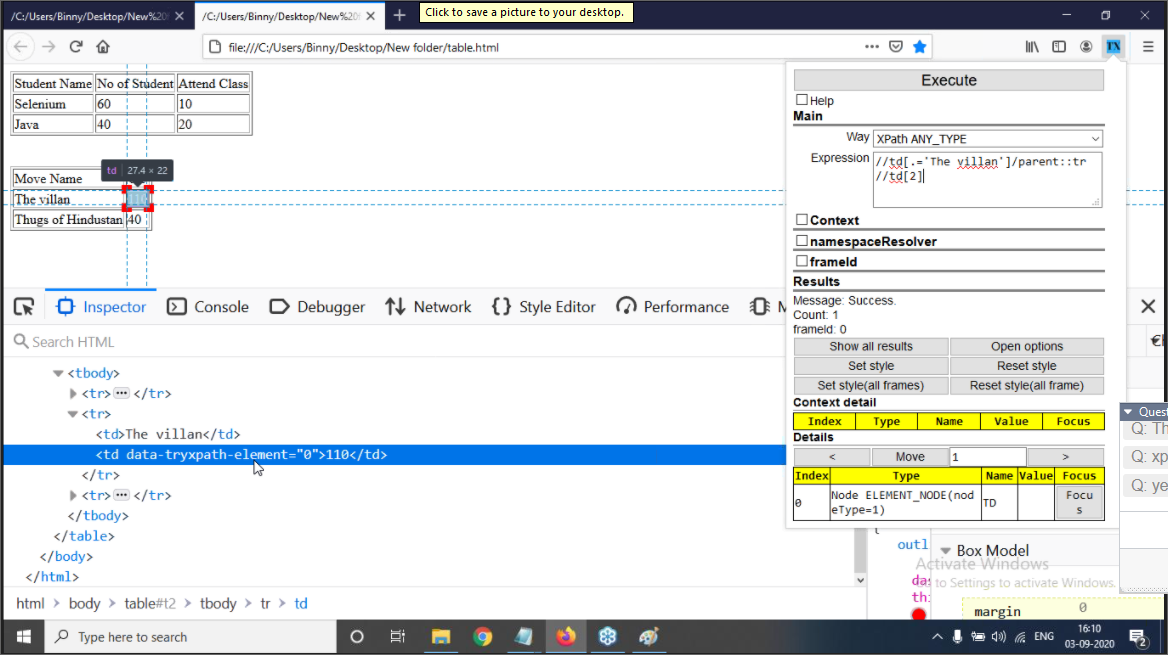 /C:/Users/Binny/Desktop/New%20f
/C:/Users/Binny/Desktop/New%20f
Click to save a picture to your desktop.
file:///C:/Users/Binny/Desktop/New folder/table.html
TX
Student Name No of Student Attend Class
Selenium 60 10
Java 40 20
Move Name
td 27.4 × 22
The villan
Thugs of Hindustan 40
Execute
Help
Main
Way XPath ANY_TYPE
Expression //td[.='The villan']/parent::tr
//td[2]
Context
namespaceResolver
frameId
Results
Message: Success.
Count: 1
frameId: 0
Show all results Open options
Set style Reset style
Set style(all frames) Reset style(all frame)
Context detail
Index Type Name Value Focus
Details
< Move 1 >
Index Type Name Value Focus
0 Node ELEMENT_NODE(nod
eType=1) TD Focu
s
Inspector Console Debugger Network Style Editor Performance M
Search HTML
<tbody>
<tr> ••• </tr>
<tr>
<td>The villan</td>
<td data-tryxpath-element="0">110</td>
</tr>
<tr> ••• </tr>
</tbody>
</table>
</body>
</html>
html > body > table#t2 > tbody > tr > td
Quest
Q: Th
Q: xp
Q: ye
{
outl
das
thi
Box Model
margin 0
Activate Windows
to Settings to activate Windows.
Type here to search
ENG
16:10
03-09-2020
2